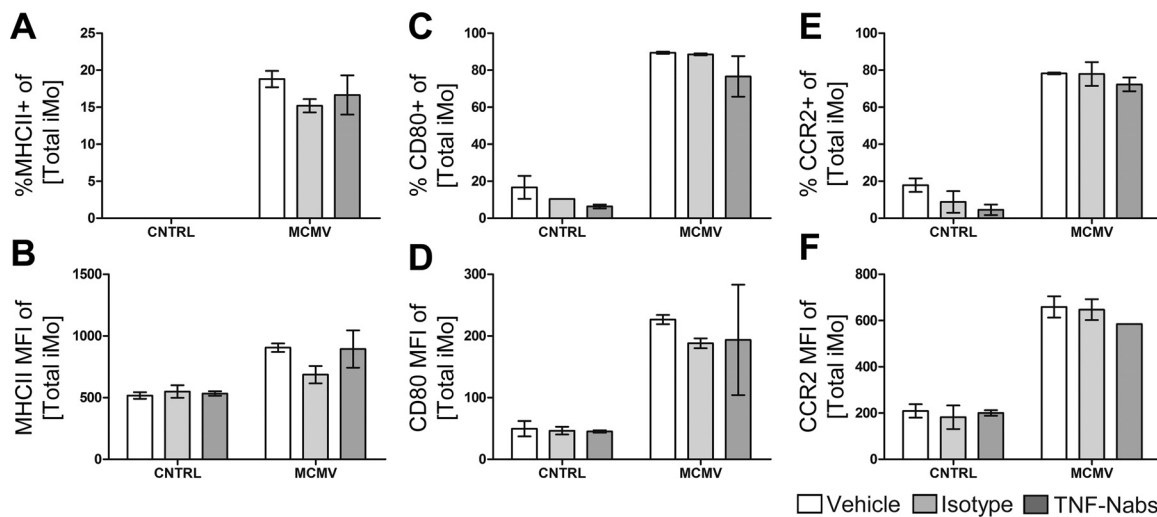 A
%MHCII+ of
[Total iMo]
25
20
15
10
5
0
CNTRL
MCMV
C
% CD80+ of
[Total iMo]
100
80
60
40
20
0
CNTRL
MCMV
E
% CCR2+ of
[Total iMo]
100
80
60
40
20
0
CNTRL
MCMV
B
MHCII MFI of
[Total iMo]
1500
1000
500
0
CNTRL
MCMV
D
CD80 MFI of
[Total iMo]
300
200
100
0
CNTRL
MCMV
F
CCR2 MFI of
[Total iMo]
800
600
400
200
0
CNTRL
MCMV
Vehicle
Isotype
TNF-Nabs